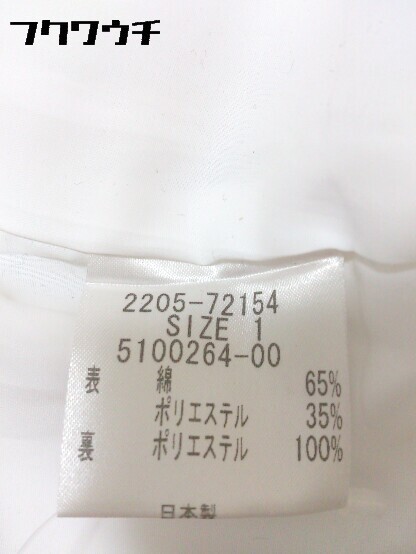 フクウチ
2205-72154
SIZE 1
5100264-00
表 綿 65%
ポリエステル 35%
裏 ポリエステル 100%
日本製